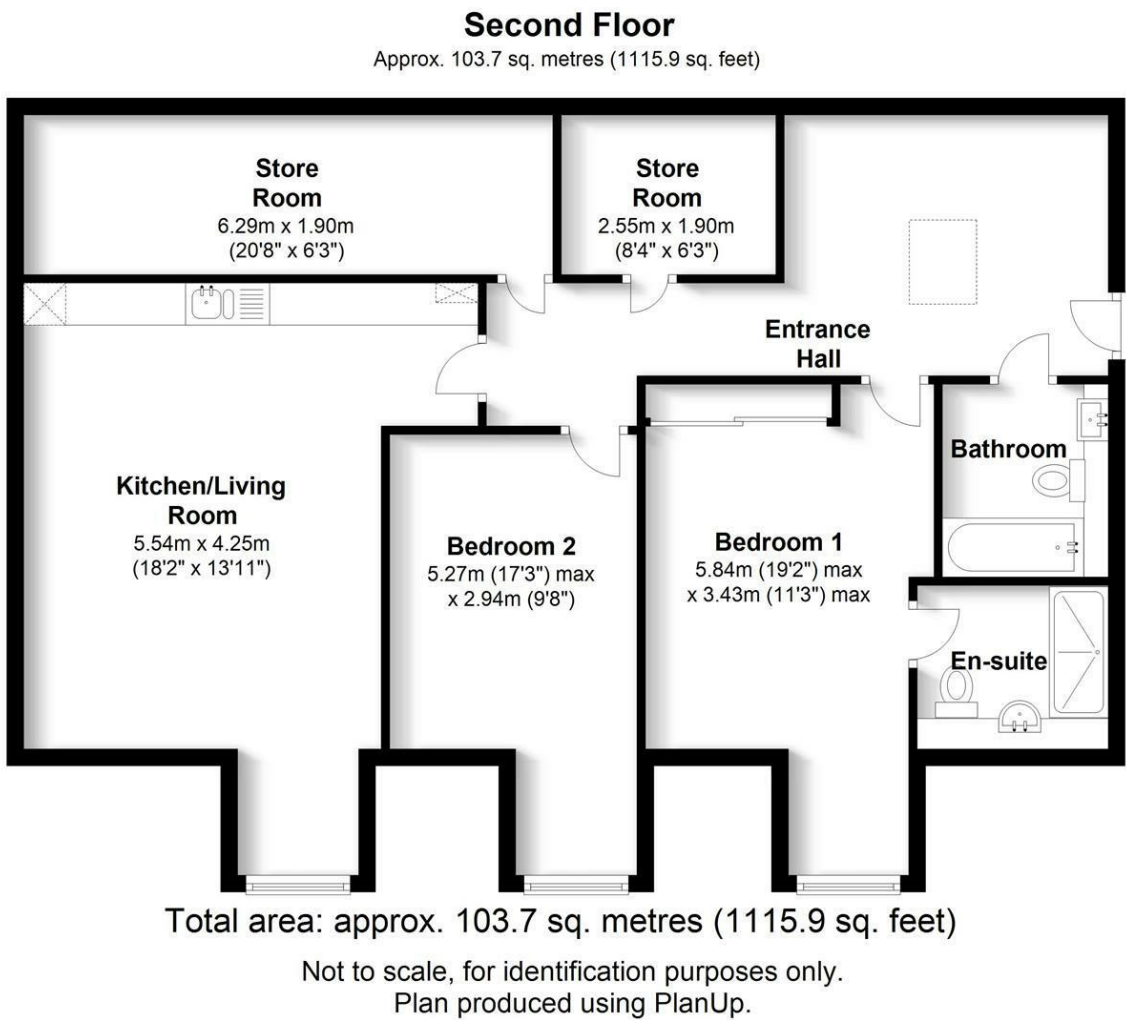 Second Floor
Approx. 103.7 sq. metres (1115.9 sq. feet)
Store
Room
6.29m x 1.90m
(20'8" x 6'3")
Store
Room
2.55m x 1.90m
(8'4" x 6'3")
Entrance
Hall
Kitchen/Living
Room
5.54m x 4.25m
(18'2" x 13'11")
Bedroom 2
5.27m (17'3") max
x 2.94m (9'8")
Bedroom 1
5.84m (19'2") max
x 3.43m (11'3") max
Bathroom
En-suite
Total area: approx. 103.7 sq. metres (1115.9 sq. feet)
Not to scale, for identification purposes only.
Plan produced using PlanUp.